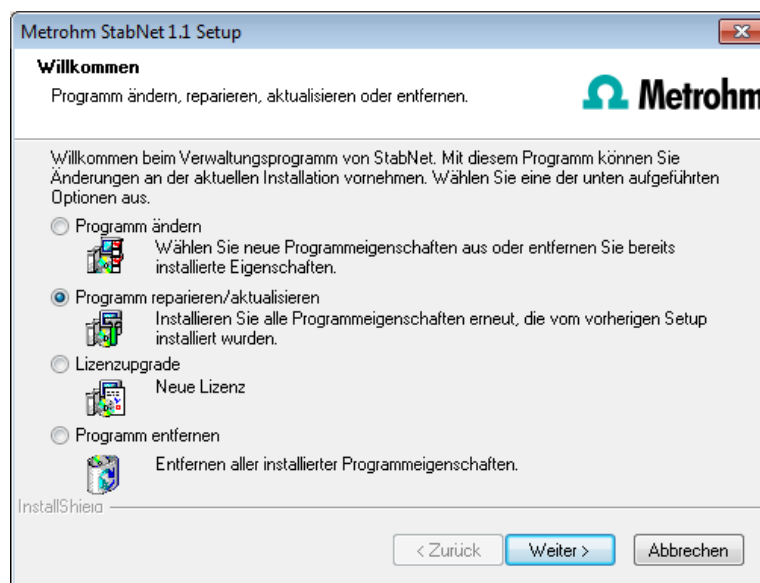 Metrohm StabNet 1.1 Setup
Willkommen
Programm ändern, reparieren, aktualisieren oder entfernen.
Metrohm
Willkommen beim Verwaltungsprogramm von StabNet. Mit diesem Programm können Sie
Änderungen an der aktuellen Installation vornehmen. Wählen Sie eine der unten aufgeführten
Optionen aus.
Programm ändern
Wählen Sie neue Programmeigenschaften aus oder entfernen Sie bereits
installierte Eigenschaften.
Programm reparieren/aktualisieren
Installieren Sie alle Programmeigenschaften erneut, die vom vorherigen Setup
installiert wurden.
Lizenzupgrade
Neue Lizenz
Programm entfernen
Entfernen aller installierter Programmeigenschaften.
InstallShield
< Zurück
Weiter >
Abbrechen